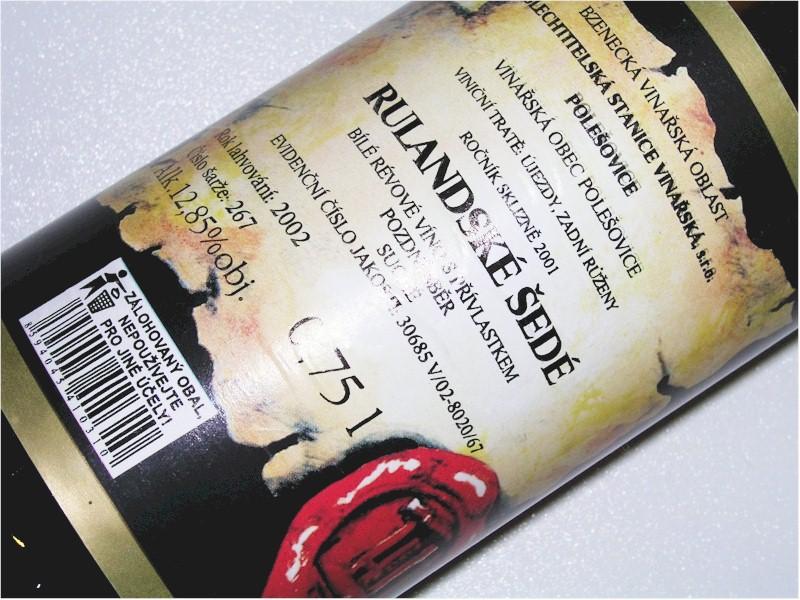 BZENECKÁ VINAŘSKÁ OBLAST
ŠLECHTITELSKÁ STANICE VINAŘSKÁ, s.r.o.
POLEŠOVICE
VINAŘSKÁ OBEC POLEŠOVICE
VINIČNÍ TRATĚ: ÚJEZDY, ZADNÍ RŮŽENY
ROČNÍK SKLIZNĚ 2001
RULANDSKÉ ŠEDÉ
BÍLÉ RÉVOVÉ VÍNO S PŘÍVLASTKEM
POZDNÍ SBĚR
SUCHÉ
EVIDENČNÍ ČÍSLO JAKOSTI: 30685 V/02-8020/67
0,75 l
Rok lahvování: 2002
číslo šarže: 267
Alk.12,85%obj.
ZÁLOHOVANÝ OBAL,
NEPOUŽÍVEJTE
PRO JINÉ ÚČELY!
8594045410310